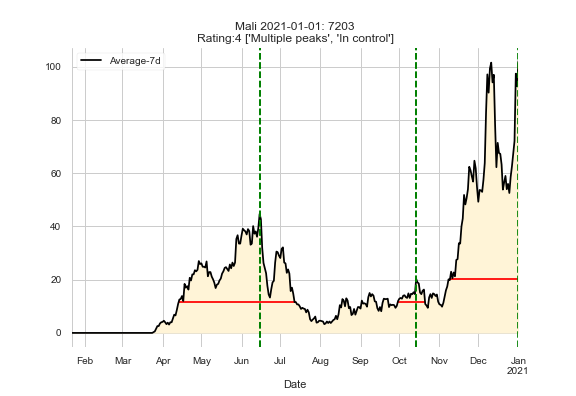 Mali 2021-01-01: 7203
Rating:4 ['Multiple peaks', 'In control']
Average-7d
100
80
60
40
20
0
Feb Mar Apr May Jun Jul Aug Sep Oct Nov Dec Jan
2021
Date